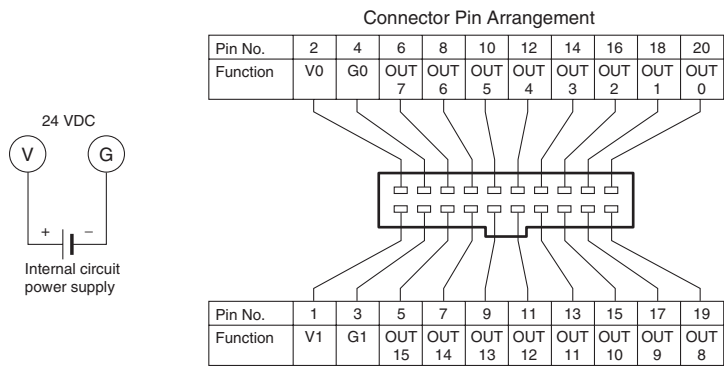 Connector Pin Arrangement
Pin No. 2 4 6 8 10 12 14 16 18 20
Function V0 G0 OUT 7 OUT 6 OUT 5 OUT 4 OUT 3 OUT 2 OUT 1 OUT 0
24 VDC
V G
+ −
Internal circuit
power supply
Pin No. 1 3 5 7 9 11 13 15 17 19
Function V1 G1 OUT 15 OUT 14 OUT 13 OUT 12 OUT 11 OUT 10 OUT 9 OUT 8